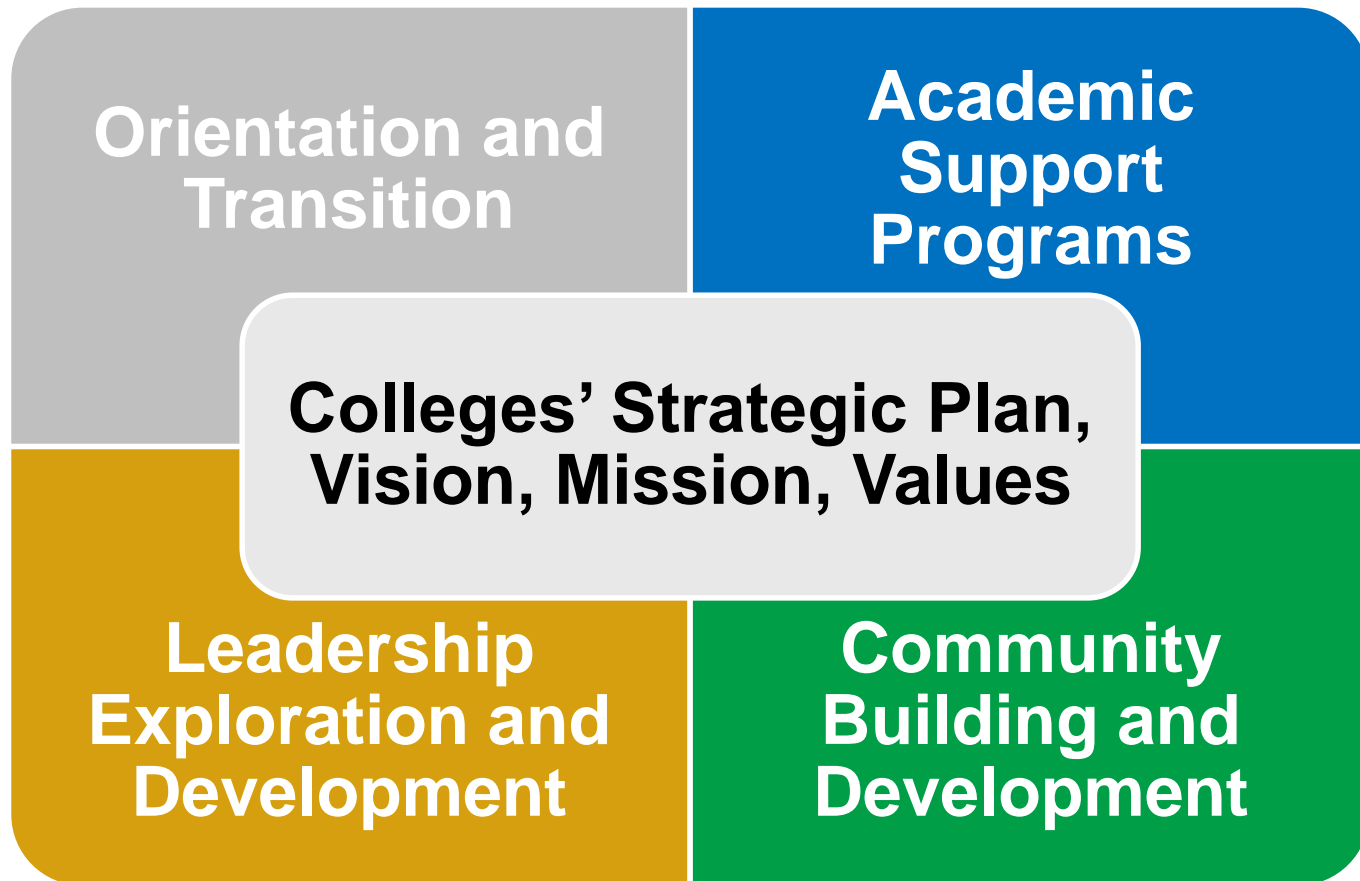 Orientation and
Transition
Academic
Support
Programs
Colleges’ Strategic Plan,
Vision, Mission, Values
Leadership
Exploration and
Development
Community
Building and
Development